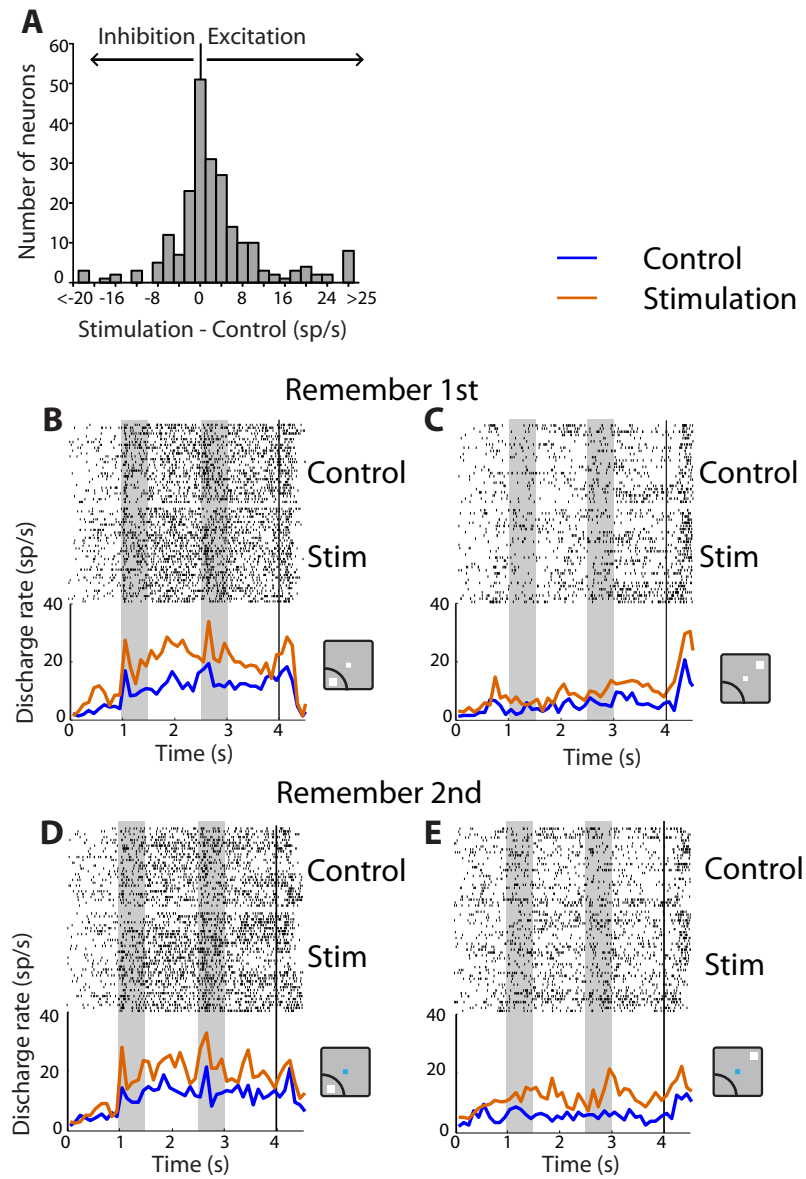 A
Inhibition
Excitation
60
50
40
30
20
10
0
Number of neurons
<-20 -16 -8 0 8 16 24 >25
Stimulation - Control (sp/s)
Control
Stimulation
Remember 1st
B
Control
Stim
Discharge rate (sp/s)
40
20
0
0 1 2 3 4
Time (s)
C
Control
Stim
40
20
0
0 1 2 3 4
Time (s)
Remember 2nd
D
Control
Stim
Discharge rate (sp/s)
40
20
0
0 1 2 3 4
Time (s)
E
Control
Stim
40
20
0
0 1 2 3 4
Time (s)